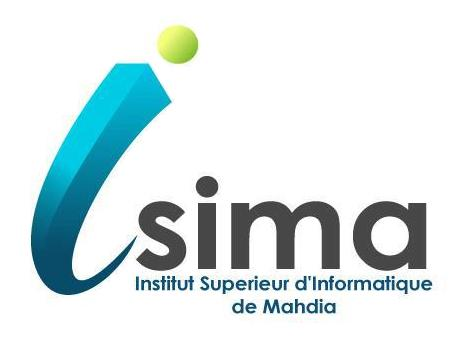 isima
Institut Superieur d'Informatique
de Mahdia